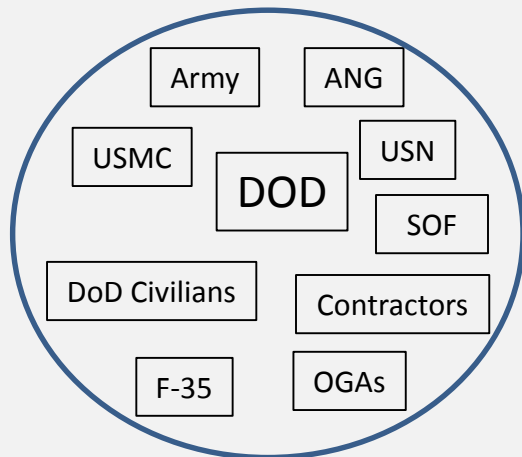 Army
ANG
USMC
USN
DOD
SOF
DoD Civilians
Contractors
F-35
OGAs